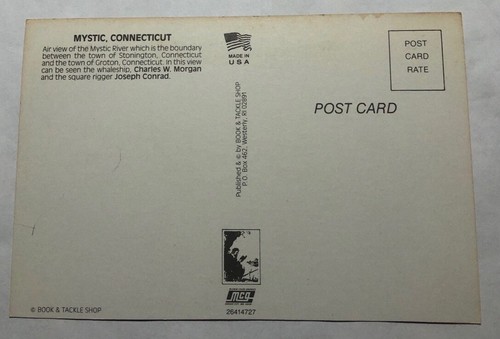 MYSTIC, CONNECTICUT
Air view of the Mystic River which is the boundary
between the town of Stonington, Connecticut
and the town of Groton, Connecticut. In this view
can be seen the whaleship, Charles W. Morgan
and the square rigger Joseph Conrad.
MADE IN
U S A
POST
CARD
RATE
POST CARD
Published & © by BOOK & TACKLE SHOP
P.O. Box 462, Westerly, RI 02891
mcg
26414727
© BOOK & TACKLE SHOP